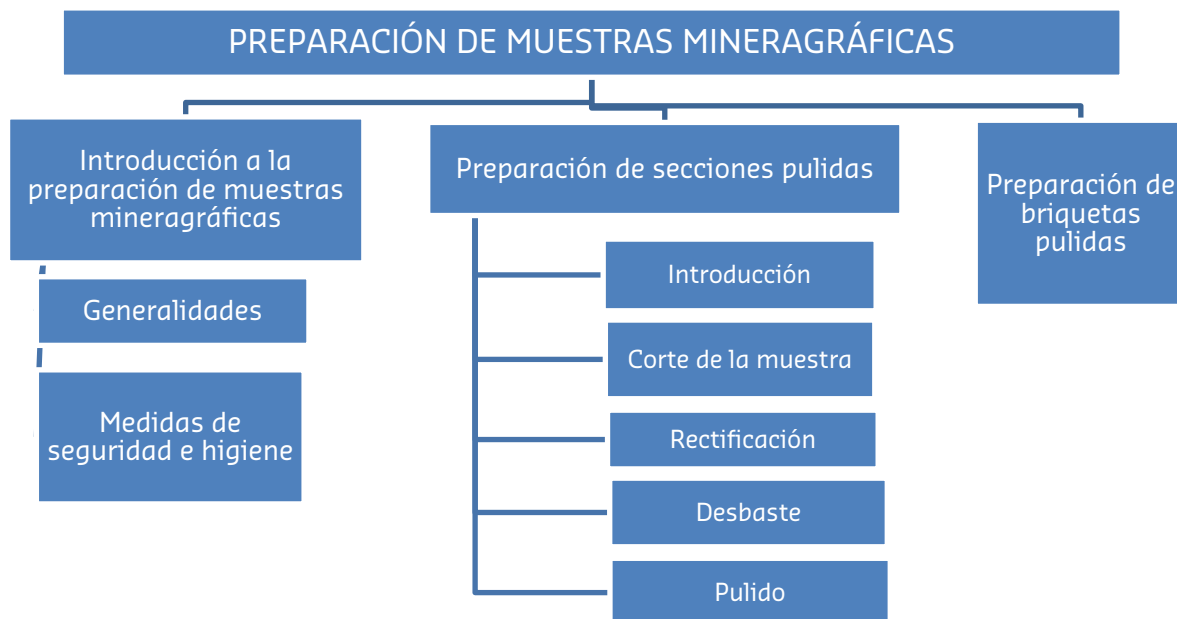 PREPARACIÓN DE MUESTRAS MINERAGRÁFICAS
Introducción a la
preparación de muestras
mineragráficas
Generalidades
Medidas de
seguridad e higiene
Preparación de secciones pulidas
Introducción
Corte de la muestra
Rectificación
Desbaste
Pulido
Preparación de
briquetas
pulidas